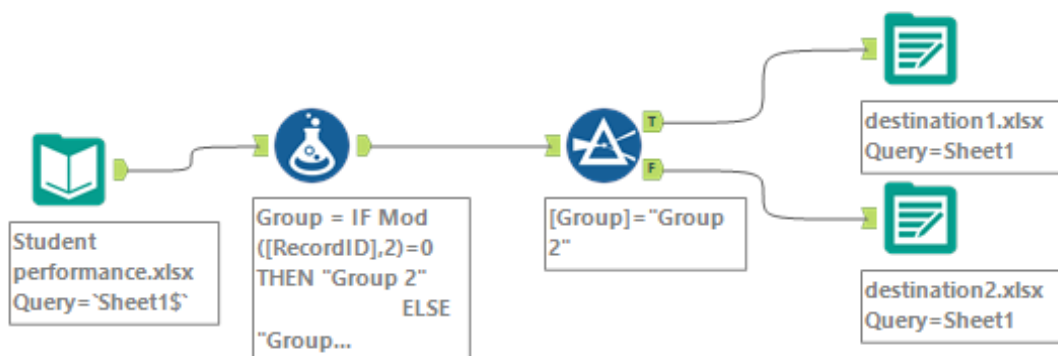 Student
performance.xlsx
Query=`Sheet1$`
Group = IF Mod
([RecordID],2)=0
THEN "Group 2"
ELSE
"Group...
[Group]="Group
2"
T
F
destination1.xlsx
Query=Sheet1
destination2.xlsx
Query=Sheet1